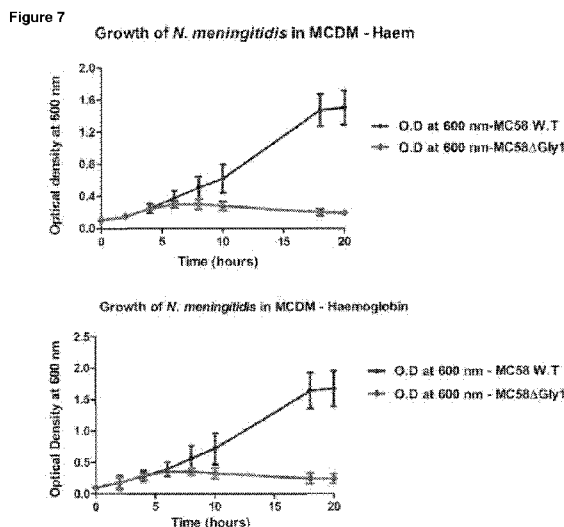 Figure 7
Growth of N. meningitidis in MCDM - Haem
Optical density at 600 nm
2.0
1.6
1.2
0.8
0.4
0.0
0 5 10 15 20
Time (hours)
O.D at 600 nm-MC58 W.T
O.D at 600 nm-MC58ΔGly1
Growth of N. meningitidis in MCDM - Haemoglobin
Optical Density at 600 nm
2.5
2.0
1.5
1.0
0.5
0.0
0 5 10 15 20
Time (hours)
O.D at 600 nm - MC58 W.T
O.D at 600 nm - MC58ΔGly1